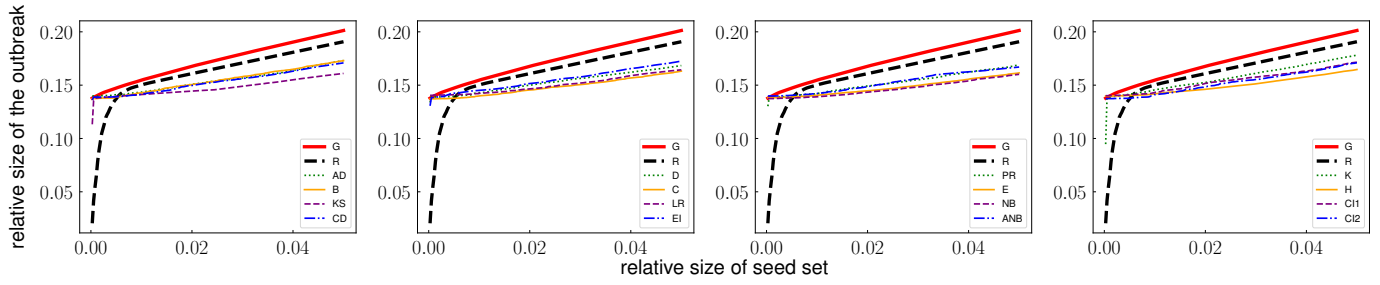 relative size of the outbreak
0.20
0.15
0.10
0.05
0.00
0.02
0.04
G
R
AD
B
KS
CD
0.20
0.15
0.10
0.05
0.00
0.02
0.04
G
R
D
C
LR
EI
0.20
0.15
0.10
0.05
0.00
0.02
0.04
G
R
PR
E
NB
ANB
0.20
0.15
0.10
0.05
0.00
0.02
0.04
G
R
K
H
CI1
CI2
relative size of seed set